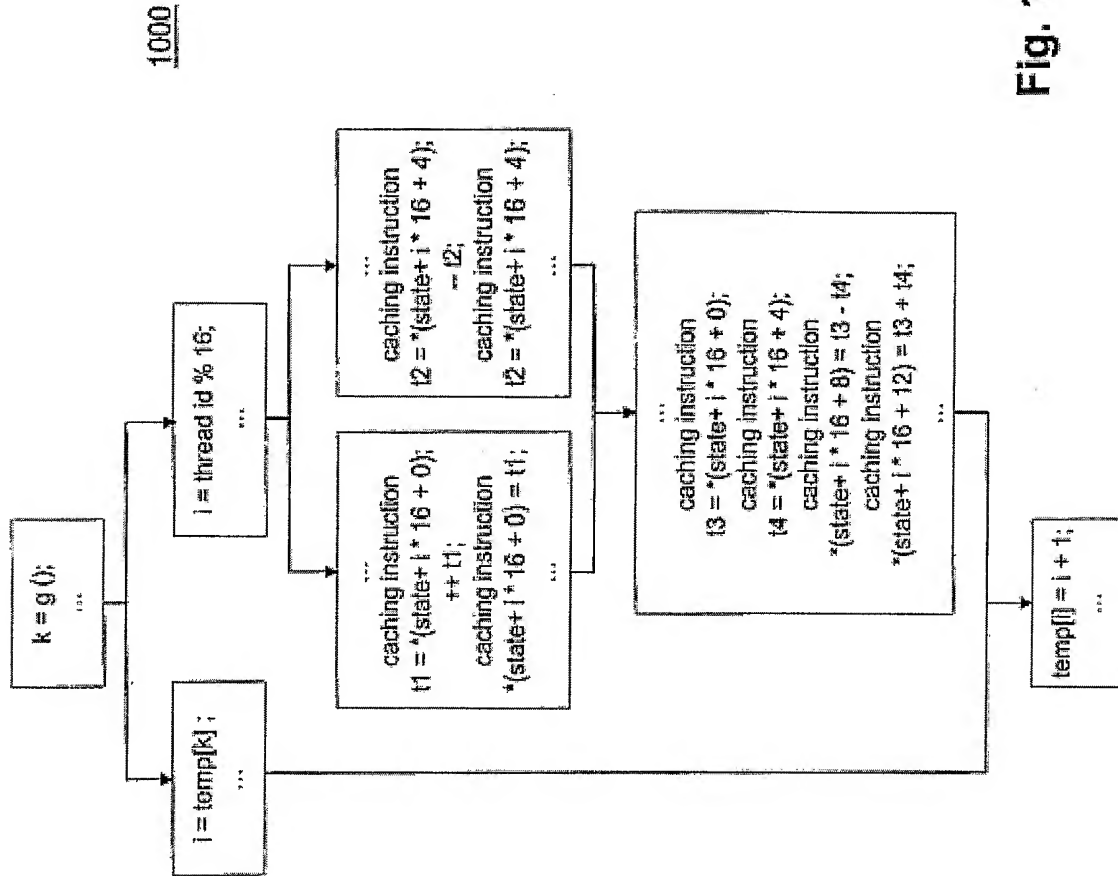 1000
k = g ();
...
i = tomp[k] ;
...
i = thread id % 16;
...
...
caching instruction
t1 = *(state+ i * 16 + 0);
++ t1;
caching instruction
*(state+ i * 16 + 0) = t1;
...
...
caching instruction
t2 = *(state+ i * 16 + 4);
-- t2;
caching instruction
t2 = *(state+ i * 16 + 4);
...
...
caching instruction
t3 = *(state+ i * 16 + 0);
caching instruction
t4 = *(state+ i * 16 + 4);
caching instruction
*(state+ i * 16 + 8) = t3 - t4;
caching instruction
*(state+ i * 16 + 12) = t3 + t4;
...
temp[i] = i + 1;
...
Fig.